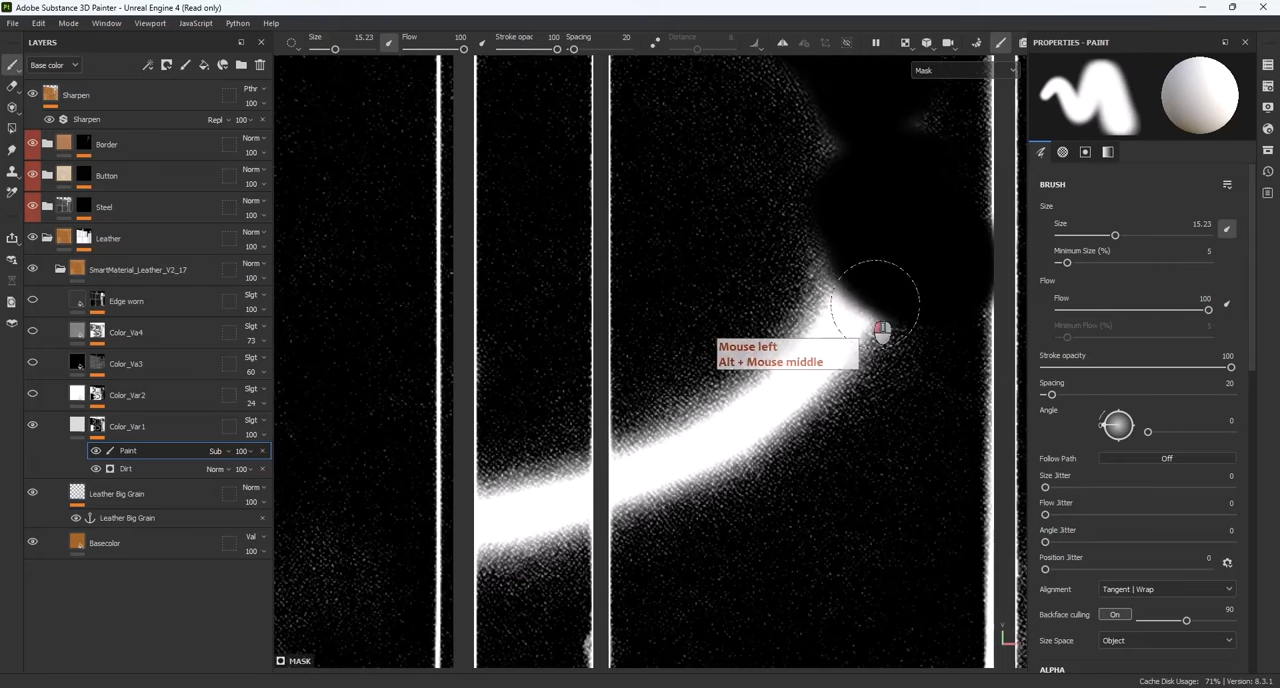 Pt Adobe Substance 3D Painter - Unreal Engine 4 (Read only)
File Edit Mode Window Viewport JavaScript Python Help
LAYERS
Size 15.23 Flow 100 Stroke opac 100 Spacing 20 Distance 8
PROPERTIES - PAINT
Base color
Mask
Sharpen Pthr 100
Sharpen Repl 100
Border Norm 100
Button Norm 100
Steel Norm 100
Leather Norm 100
SmartMaterial_Leather_V2_17 Norm 100
Edge worn Slgt 100
Color_Va4 Slgt 73
Color_Va3 Slgt 60
Color_Var2 Slgt 24
Color_Var1 Slgt 100
Paint Sub 100
Dirt Norm 100
Leather Big Grain Norm 100
Leather Big Grain
Basecolor Val 100
Mouse left
Alt + Mouse middle
MASK
V
BRUSH
Size
Size 15.23
Minimum Size (%) 5
Flow
Flow 100
Minimum Flow (%) 5
Stroke opacity 100
Spacing 20
Angle 0
Follow Path Off
Size Jitter 0
Flow Jitter 0
Angle Jitter 0
Position Jitter 0
Alignment Tangent | Wrap
Backface culling On 90
Size Space Object
ALPHA
Cache Disk Usage: 71% | Version: 8.3.1